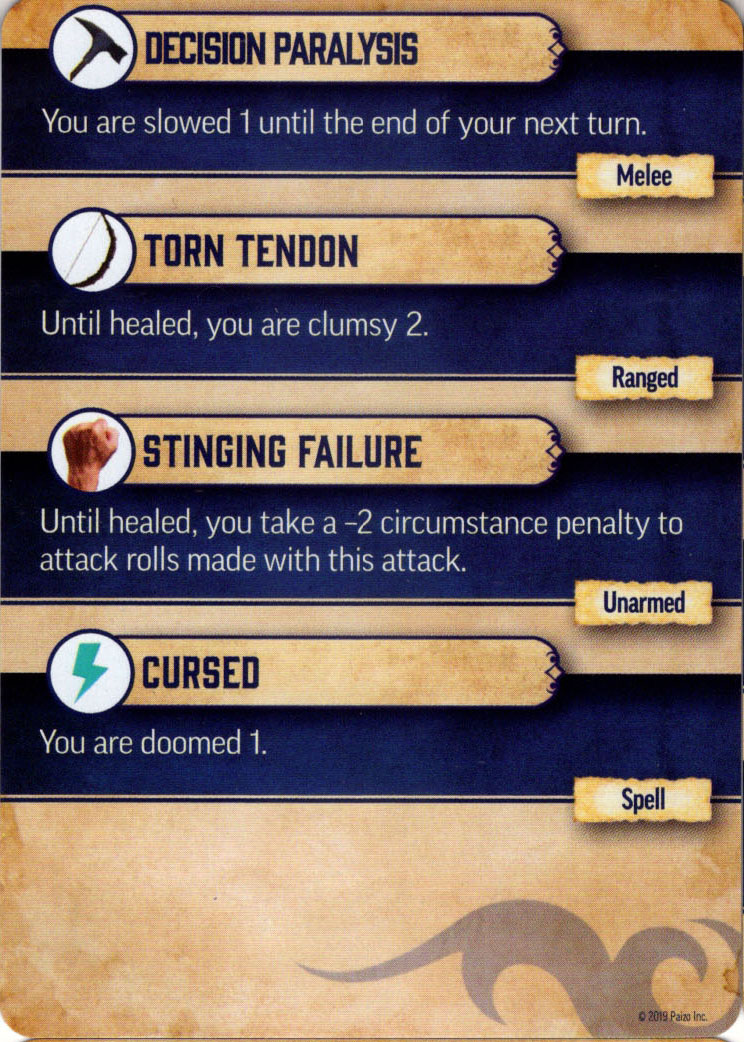 DECISION PARALYSIS
You are slowed 1 until the end of your next turn.
Melee
TORN TENDON
Until healed, you are clumsy 2.
Ranged
STINGING FAILURE
Until healed, you take a –2 circumstance penalty to
attack rolls made with this attack.
Unarmed
CURSED
You are doomed 1.
Spell
© 2019 Paizo Inc.